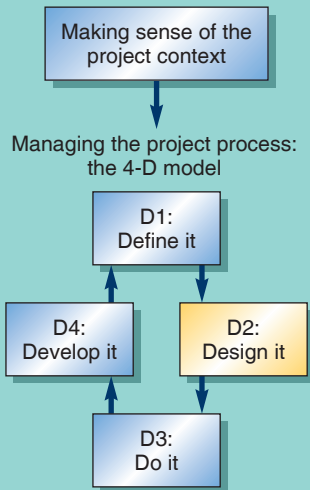 Making sense of the
project context
Managing the project process:
the 4-D model
D1:
Define it
D4:
Develop it
D2:
Design it
D3:
Do it